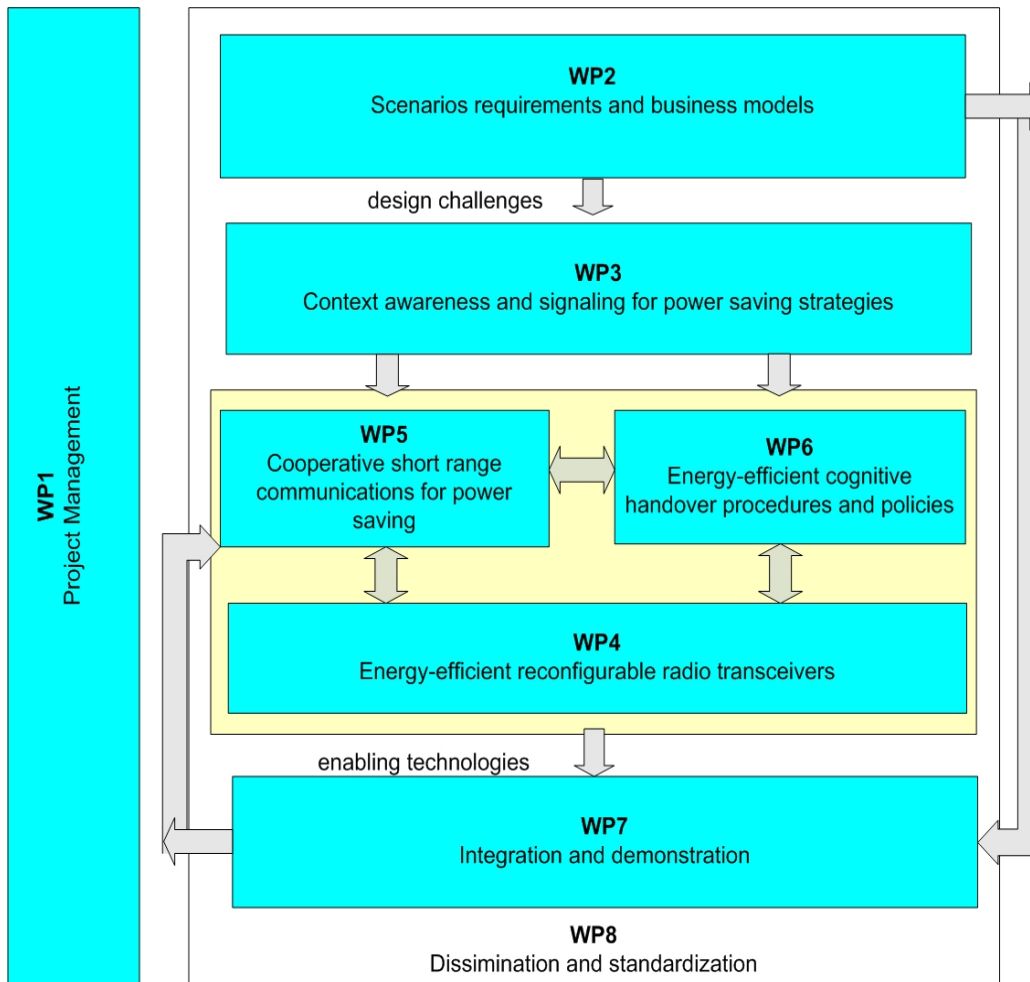 WP1
Project Management
WP2
Scenarios requirements and business models
design challenges
WP3
Context awareness and signaling for power saving strategies
WP5
Cooperative short range
communications for power
saving
WP6
Energy-efficient cognitive
handover procedures and policies
WP4
Energy-efficient reconfigurable radio transceivers
enabling technologies
WP7
Integration and demonstration
WP8
Dissimination and standardization